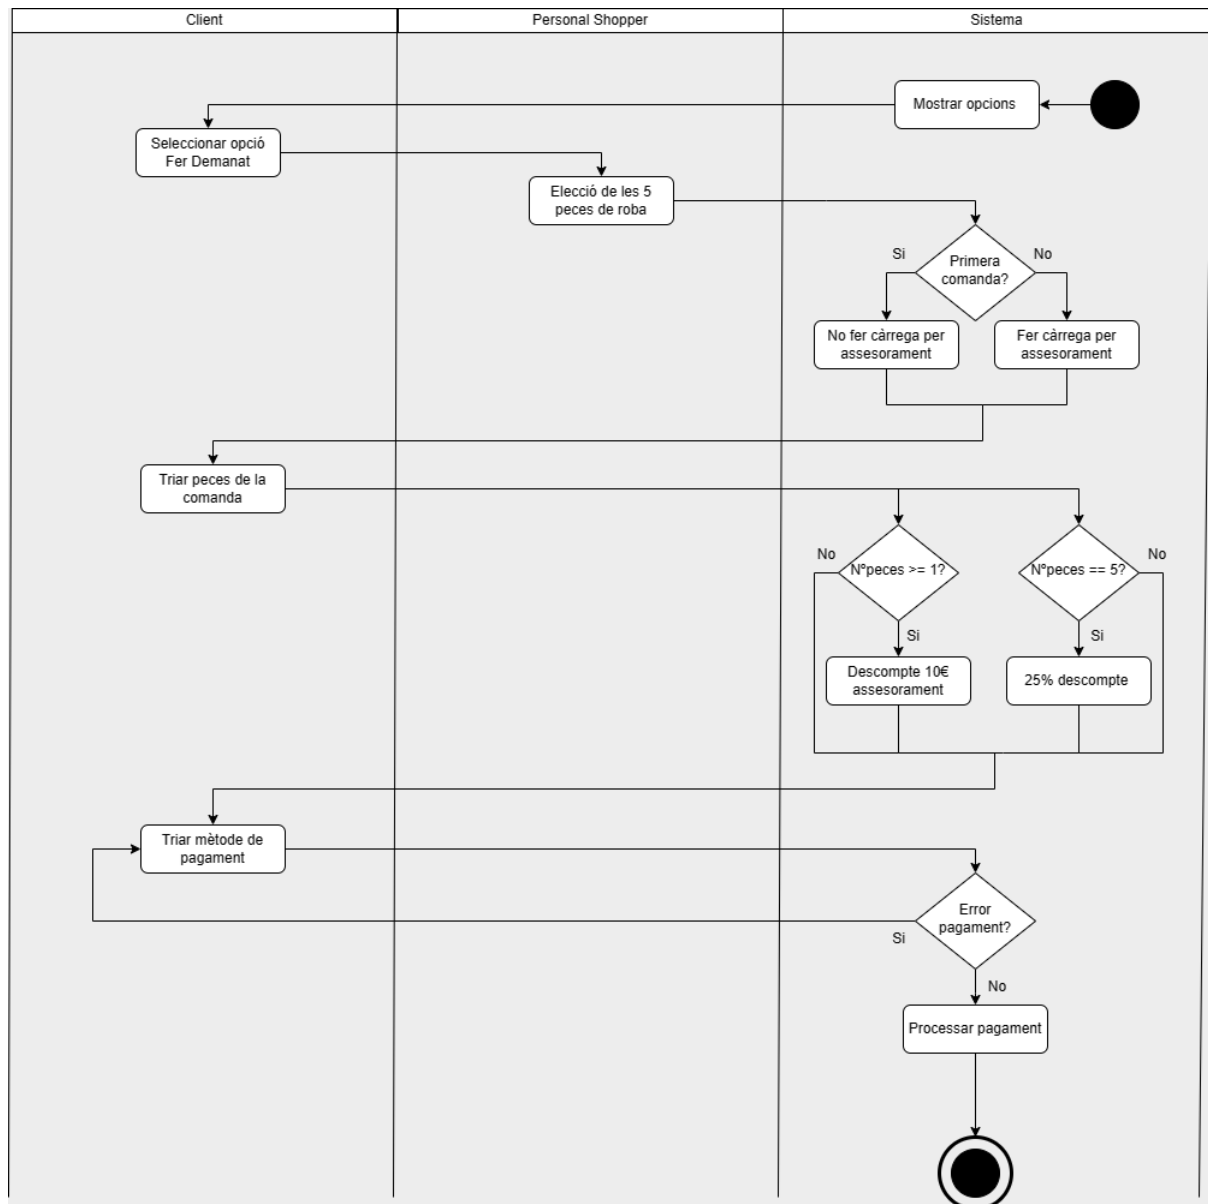 Client
Personal Shopper
Sistema
Mostrar opcions
Seleccionar opció
Fer Demanat
Elecció de les 5
peces de roba
Primera
comanda?
Si
No
No fer càrrega per
assesorament
Fer càrrega per
assesorament
Triar peces de la
comanda
No
Nºpeces >= 1?
Nºpeces == 5?
No
Si
Si
Descompte 10€
assesorament
25% descompte
Triar mètode de
pagament
Error
pagament?
Si
No
Processar pagament